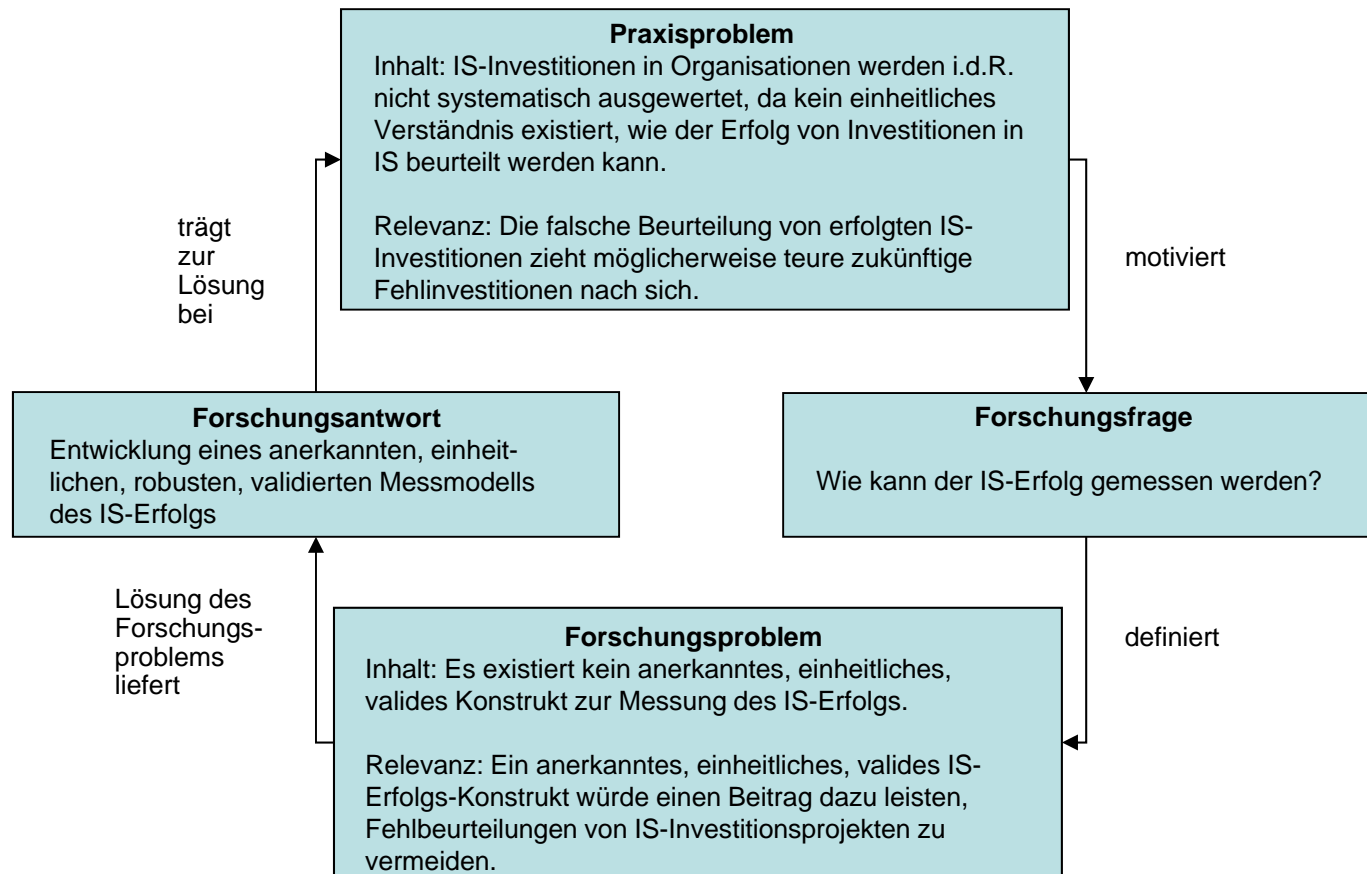 Praxisproblem
Inhalt: IS-Investitionen in Organisationen werden i.d.R.
nicht systematisch ausgewertet, da kein einheitliches
Verständnis existiert, wie der Erfolg von Investitionen in
IS beurteilt werden kann.
Relevanz: Die falsche Beurteilung von erfolgten IS-
Investitionen zieht möglicherweise teure zukünftige
Fehlinvestitionen nach sich.
trägt
zur
Lösung
bei
motiviert
Forschungsantwort
Entwicklung eines anerkannten, einheit-
lichen, robusten, validierten Messmodells
des IS-Erfolgs
Forschungsfrage
Wie kann der IS-Erfolg gemessen werden?
Lösung des
Forschungs-
problems
liefert
definiert
Forschungsproblem
Inhalt: Es existiert kein anerkanntes, einheitliches,
valides Konstrukt zur Messung des IS-Erfolgs.
Relevanz: Ein anerkanntes, einheitliches, valides IS-
Erfolgs-Konstrukt würde einen Beitrag dazu leisten,
Fehlbeurteilungen von IS-Investitionsprojekten zu
vermeiden.